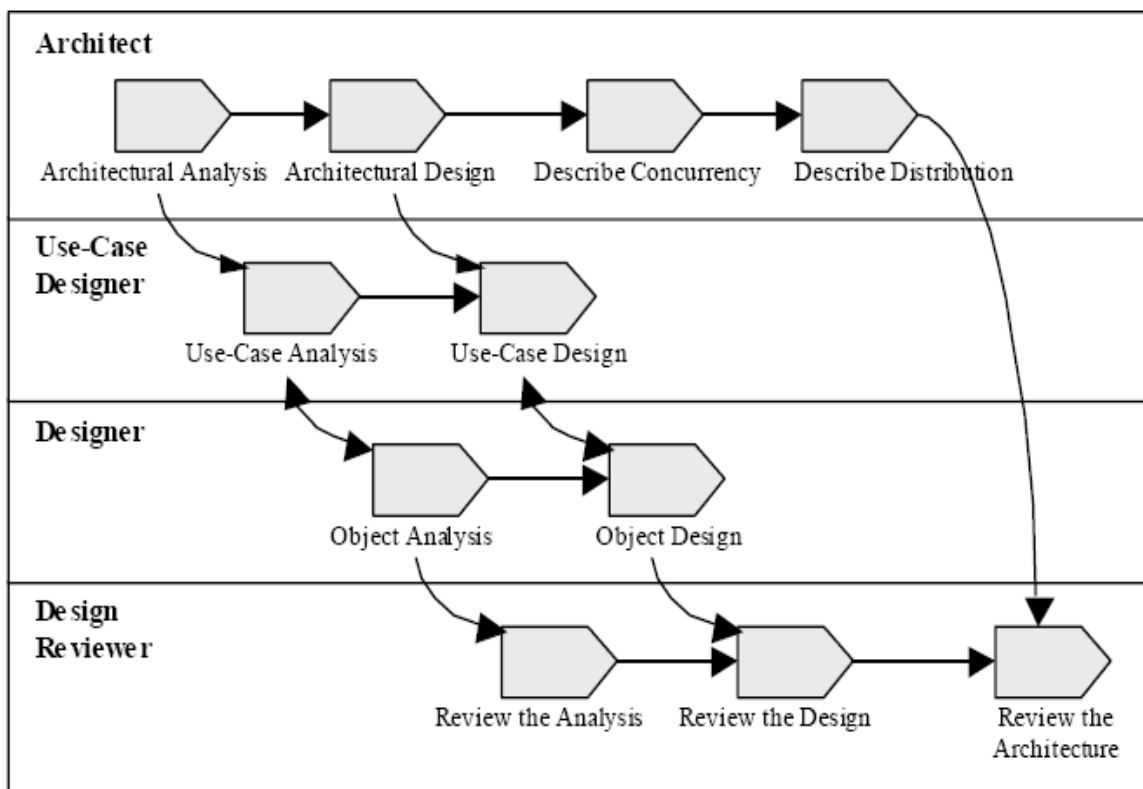 Architect
Architectural Analysis
Architectural Design
Describe Concurrency
Describe Distribution
Use-Case
Designer
Use-Case Analysis
Use-Case Design
Designer
Object Analysis
Object Design
Design
Reviewer
Review the Analysis
Review the Design
Review the
Architecture